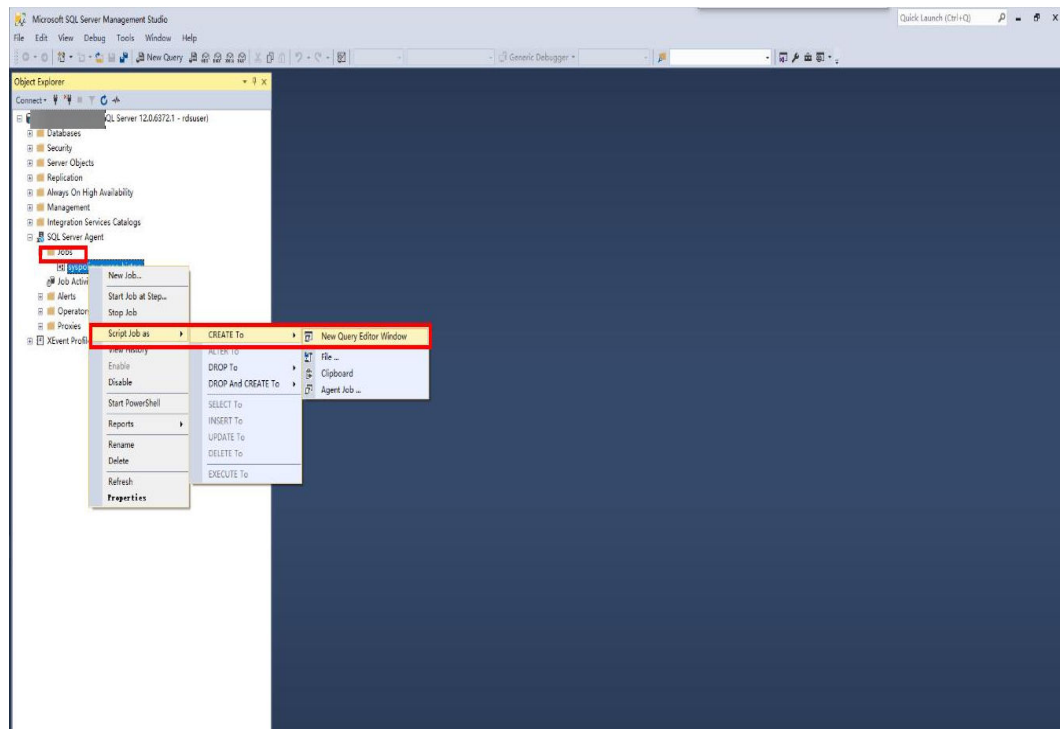 Microsoft SQL Server Management Studio
Quick Launch (Ctrl+Q)
File Edit View Debug Tools Window Help
New Query
Generic Debugger
Object Explorer
Connect
QL Server 12.0.6372.1 - rdsuser)
Databases
Security
Server Objects
Replication
Always On High Availability
Management
Integration Services Catalogs
SQL Server Agent
Jobs
Job Activi
Alerts
Operator
Proxies
XEvent Profil
New Job...
Start Job at Step...
Stop Job
Script Job as
View History
Enable
Disable
Start PowerShell
Reports
Rename
Delete
Refresh
Properties
CREATE To
ALTER To
DROP To
DROP And CREATE To
SELECT To
INSERT To
UPDATE To
DELETE To
EXECUTE To
New Query Editor Window
File ...
Clipboard
Agent Job ...